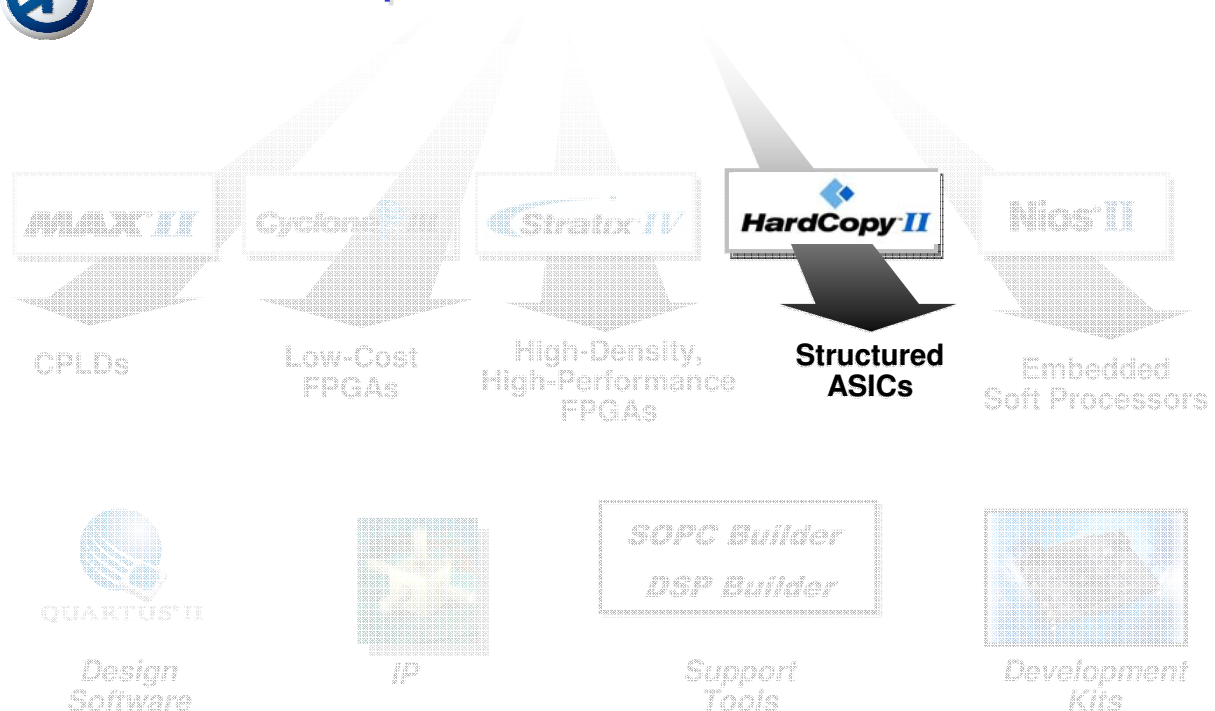 MAX II
Cyclone
Stratix IV
HardCopy II
Nios II
CPLDs
Low-Cost
FPGAs
High-Density,
High-Performance
FPGAs
Structured
ASICs
Embedded
Soft Processors
SOPC Builder
DSP Builder
QUARTUS® II
Design
Software
IP
Support
Tools
Development
Kits